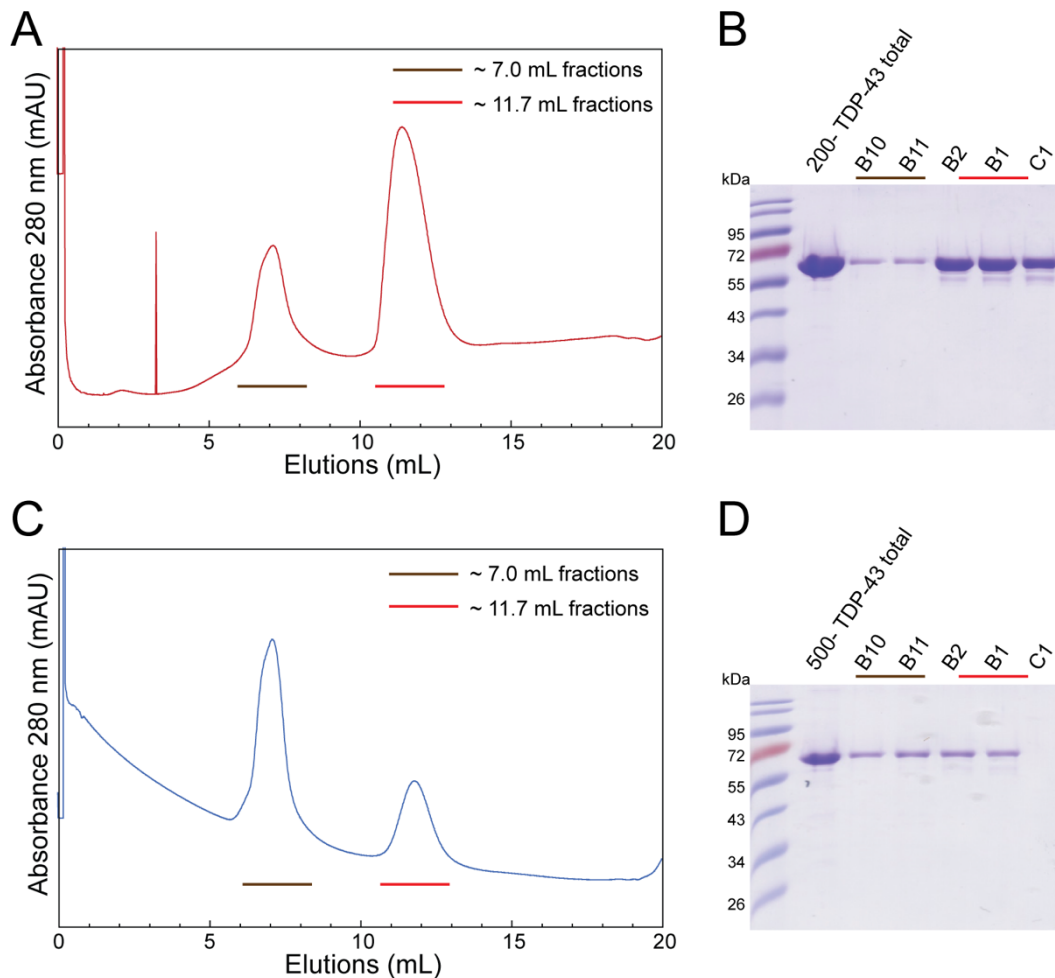 A
Absorbance 280 nm (mAU)
~ 7.0 mL fractions
~ 11.7 mL fractions
0
5
10
15
20
Elutions (mL)
B
200- TDP-43 total
B10
B11
B2
B1
C1
kDa
95
72
55
43
34
26
C
Absorbance 280 nm (mAU)
~ 7.0 mL fractions
~ 11.7 mL fractions
0
5
10
15
20
Elutions (mL)
D
500- TDP-43 total
B10
B11
B2
B1
C1
kDa
95
72
55
43
34
26